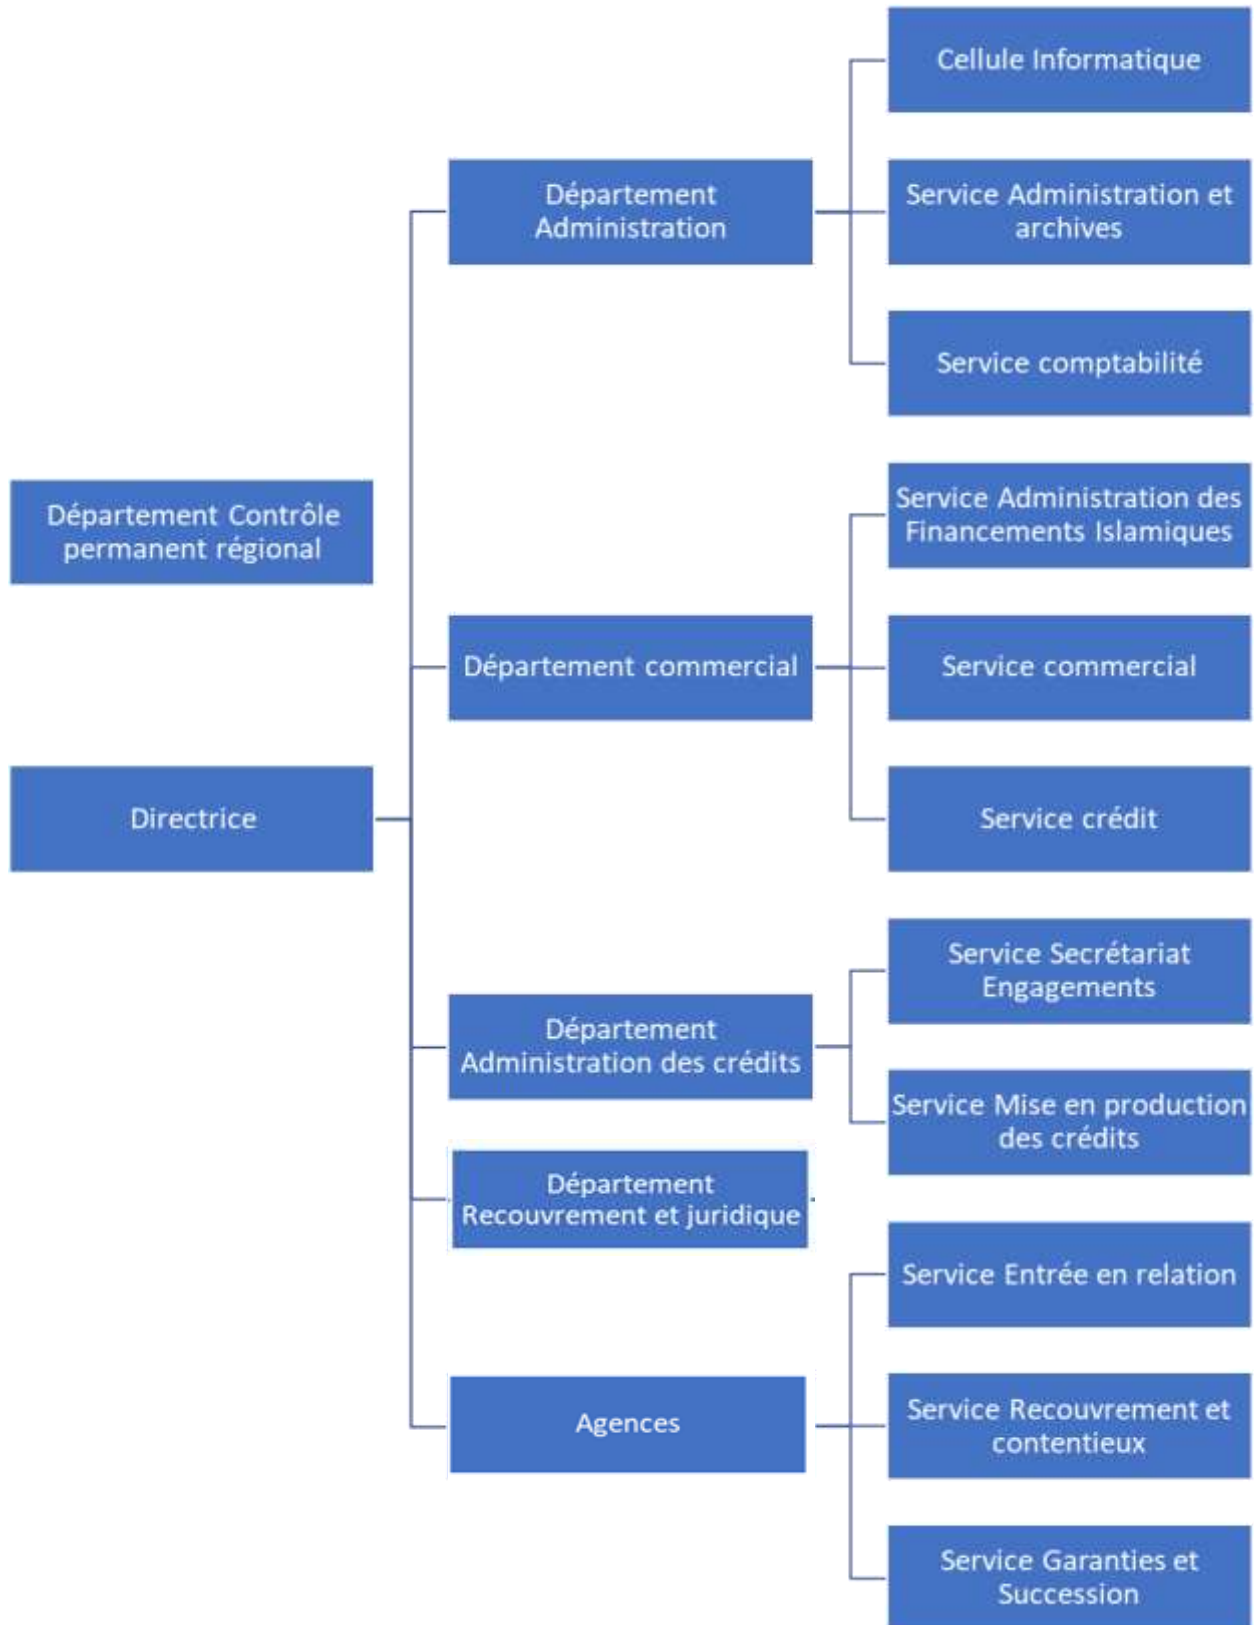 Cellule Informatique
Département
Administration
Service Administration et
archives
Service comptabilité
Département Contrôle
permanent régional
Service Administration des
Financements Islamiques
Département commercial
Service commercial
Directrice
Service crédit
Service Secrétariat
Engagements
Département
Administration des crédits
Service Mise en production
des crédits
Département
Recouvrement et juridique
Service Entrée en relation
Agences
Service Recouvrement et
contentieux
Service Garanties et
Succession